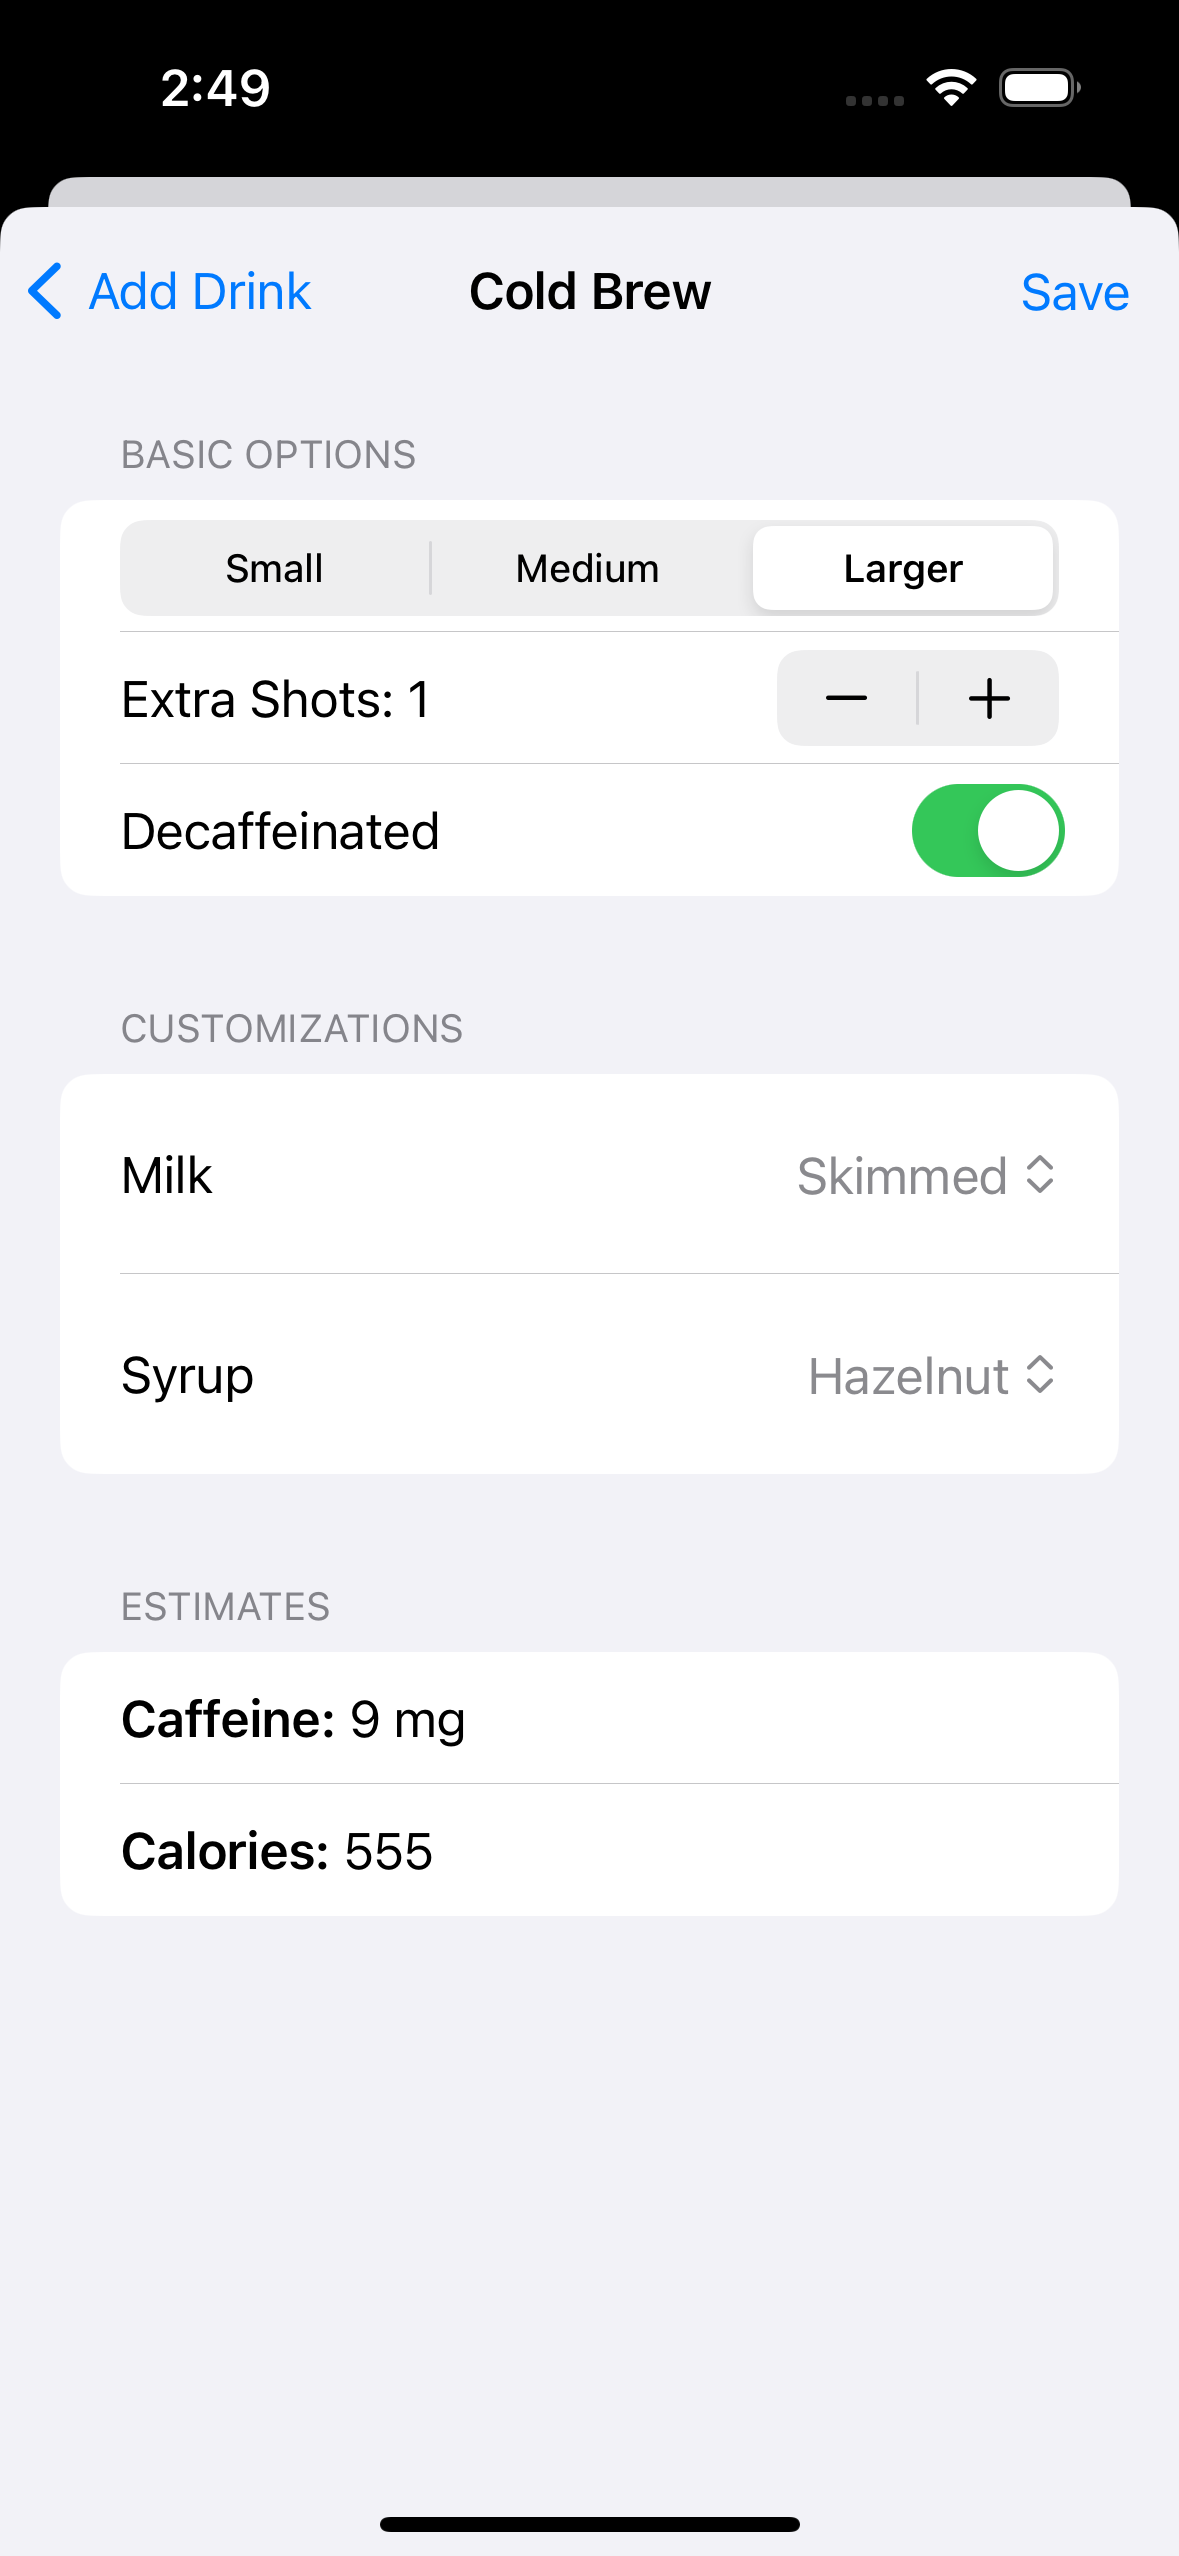 2:49
Add Drink
Cold Brew
Save
BASIC OPTIONS
Small Medium Larger
Extra Shots: 1
Decaffeinated
CUSTOMIZATIONS
Milk Skimmed
Syrup Hazelnut
ESTIMATES
Caffeine: 9 mg
Calories: 555